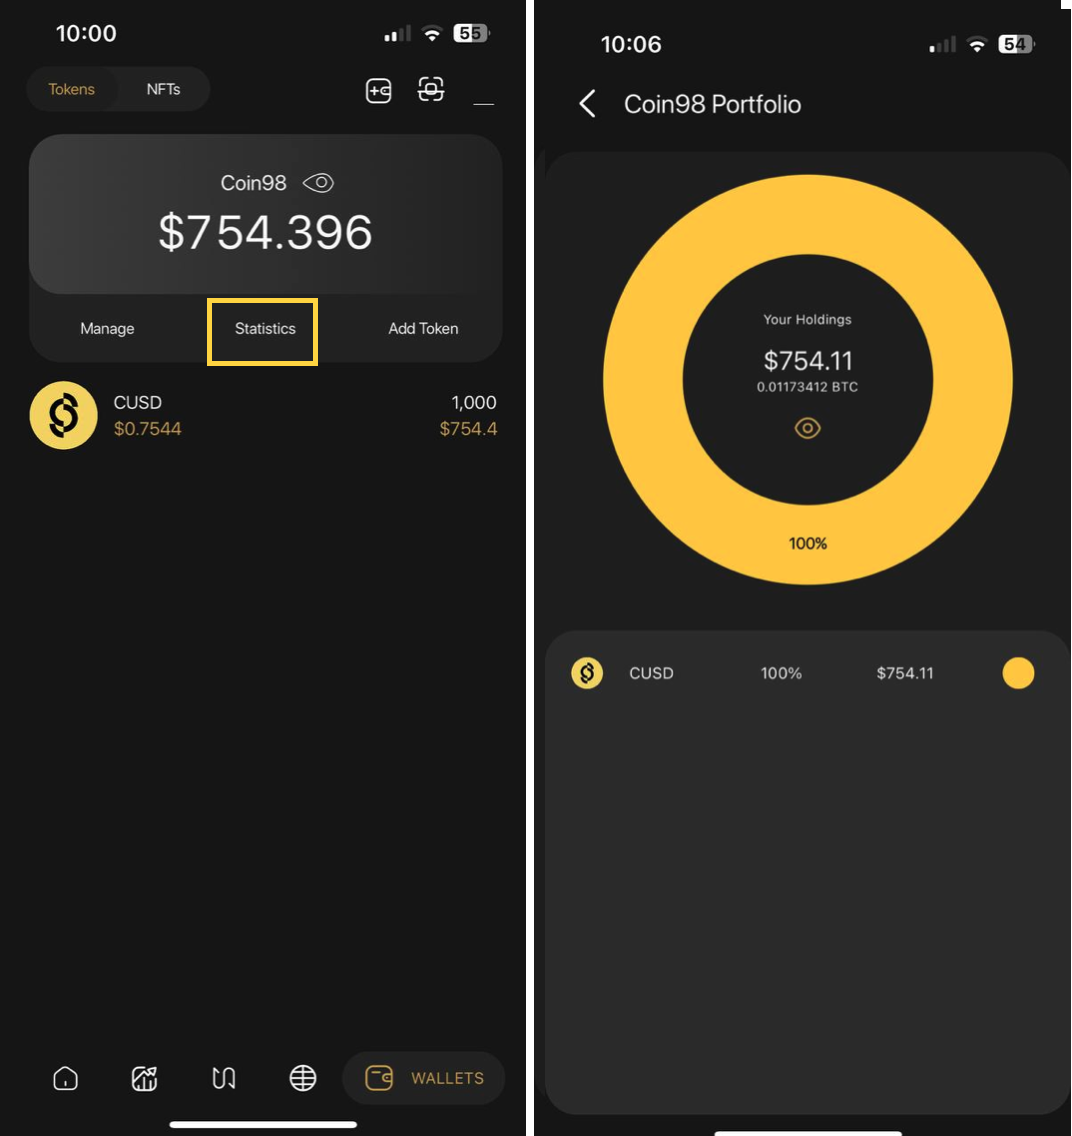 10:00
55
Tokens
NFTs
Coin98
$754.396
Manage
Statistics
Add Token
CUSD
1,000
$0.7544
$754.4
WALLETS
10:06
54
Coin98 Portfolio
Your Holdings
$754.11
0.01173412 BTC
100%
CUSD 100% $754.11